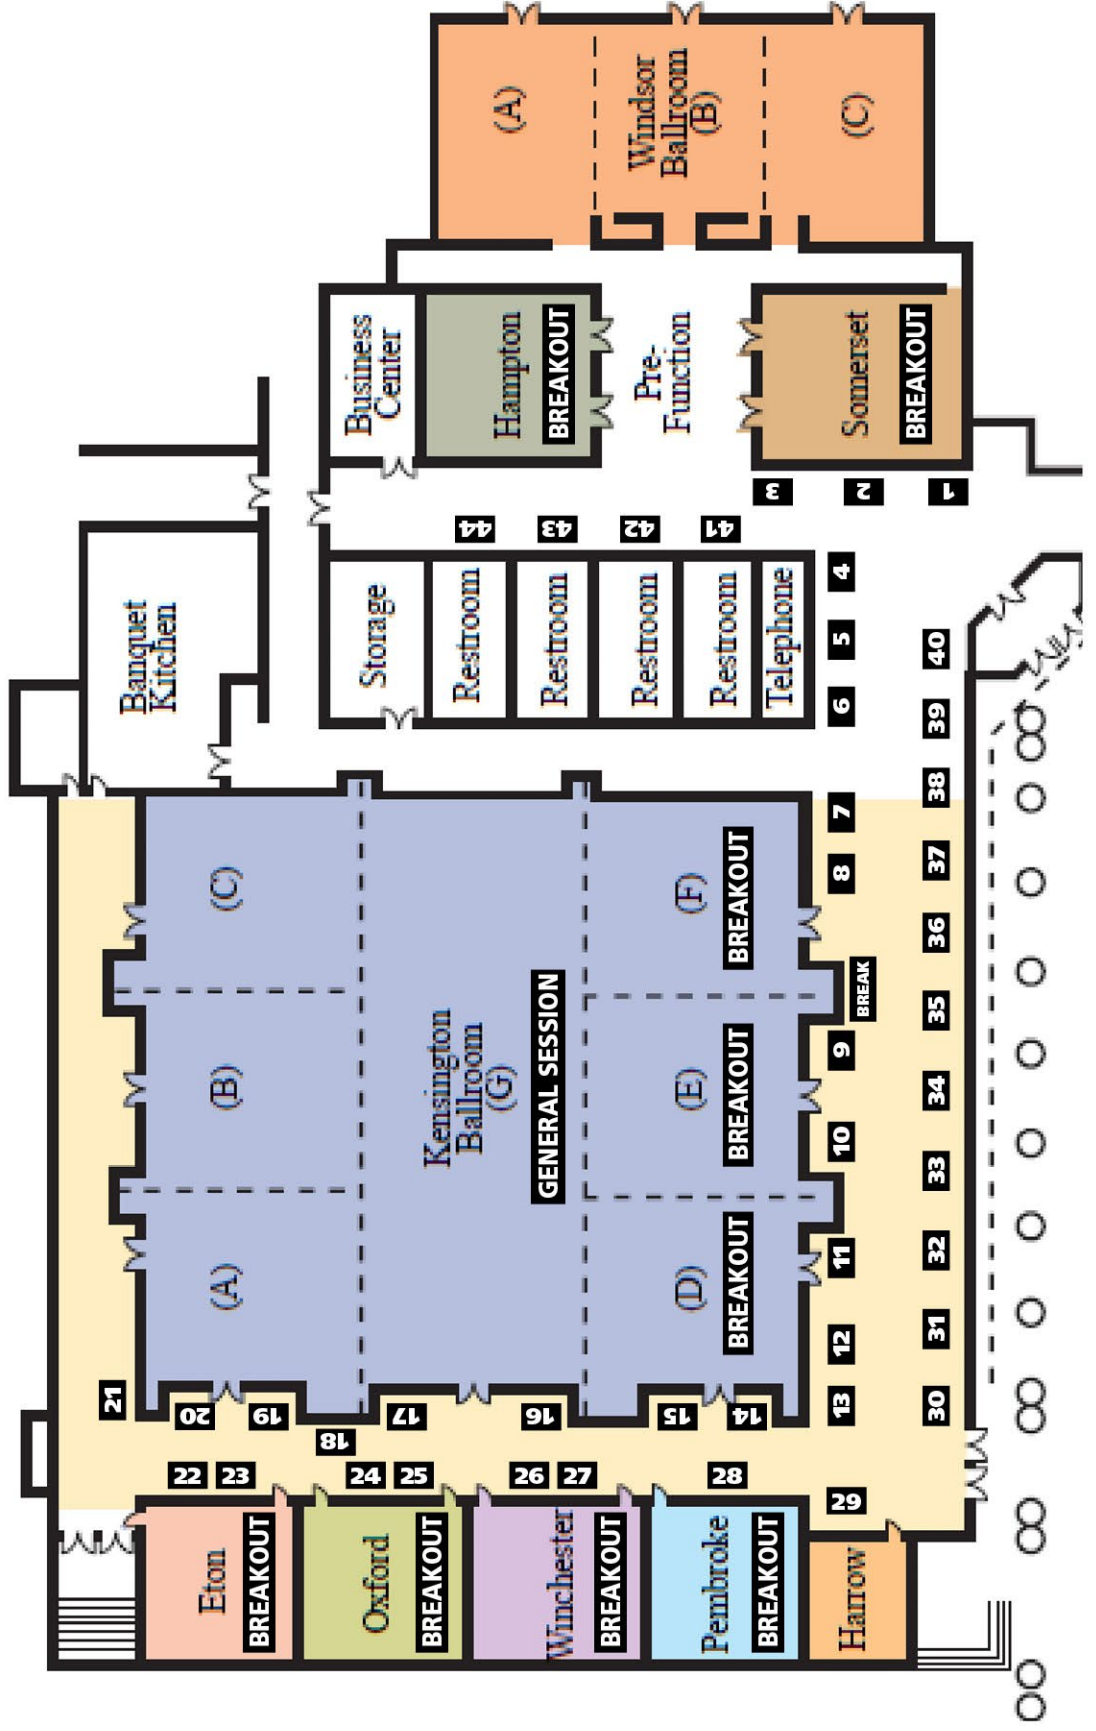 (A)
Windsor
Ballroom
(B)
(C)
Business
Center
Hampton
BREAKOUT
Pre-
Function
Somerset
BREAKOUT
3
2
1
44
43
42
41
Banquet
Kitchen
Storage
Restroom
Restroom
Restroom
Restroom
Telephone
4
5
6
40
39
38
7
8
37
36
BREAK
35
9
34
10
33
11
32
12
31
13
30
(C)
(B)
(A)
Kensington
Ballroom
(G)
GENERAL SESSION
(F)
BREAKOUT
(E)
BREAKOUT
(D)
BREAKOUT
21
20
19
18
17
16
15
14
22
23
24
25
26
27
28
29
Eton
BREAKOUT
Oxford
BREAKOUT
Winchester
BREAKOUT
Pembroke
BREAKOUT
Harrow